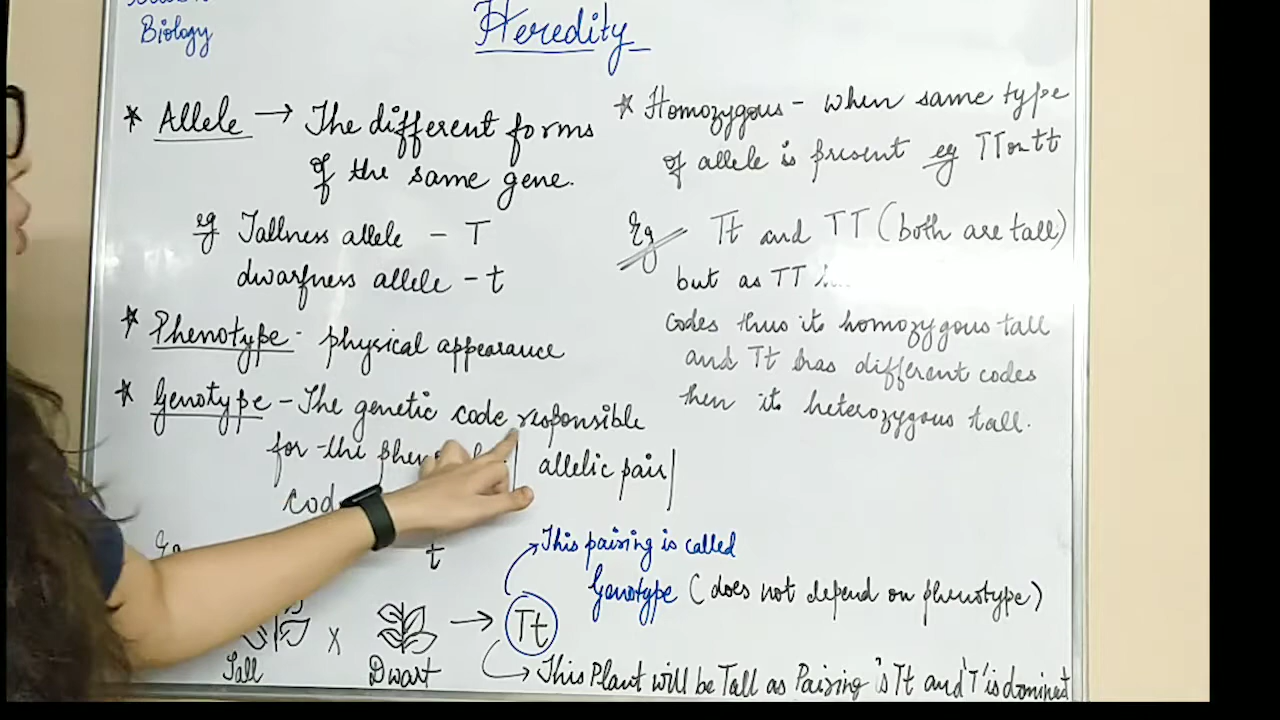 Biology
Heredity
* Allele → The different forms
of the same gene.
eg Tallness allele - T
dwarfness allele - t
* Phenotype - physical appearance
* Genotype - The genetic code responsible
for the
allelic pair
t
Tall x Dwart → Tt
* Homozygous - when same type
of allele is present eg TT or tt
Eg Tt and TT (both are tall)
but as TT
codes thus its homozygous tall
and Tt has different codes
then its heterozygous tall.
→ This pairing is called
Genotype (does not depend on phenotype)
→ This Plant will be Tall as Pairing is Tt and 'T' is dominent